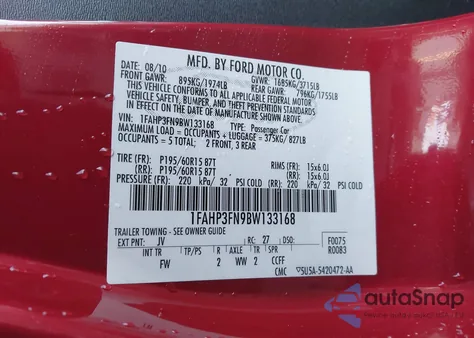 MFD. BY FORD MOTOR CO.
DATE: 08/10 GVWR: 1685KG/3715LB
FRONT GAWR: 895KG/1974LB REAR GAWR: 796KG/1755LB
THIS VEHICLE CONFORMS TO ALL APPLICABLE FEDERAL MOTOR
VEHICLE SAFETY, BUMPER, AND THEFT PREVENTION STANDARDS
IN EFFECT ON THE DATE OF MANUFACTURE SHOWN ABOVE.
VIN: 1FAHP3FN9BW133168 TYPE: Passenger Car
MAXIMUM LOAD = OCCUPANTS + LUGGAGE = 375KG/827LB
OCCUPANTS = 5 TOTAL: 2 FRONT, 3 REAR
TIRE (FR): P195/60R15 87T RIMS (FR): 15x6.0J
(RR): P195/60R15 87T (RR): 15x6.0J
PRESSURE (FR): 220 kPa/ 32 PSI COLD (RR): 220 kPa/ 32 PSI COLD
1FAHP3FN9BW133168
TRAILER TOWING - SEE OWNER GUIDE
EXT PNT: JV RC: 27 DSO: F0075
R0083
INT TR TP/PS R AXLE TR SPR
FW 2 WW 2 CCFF
CMC 5U5A-5420472-AA
autoSnap